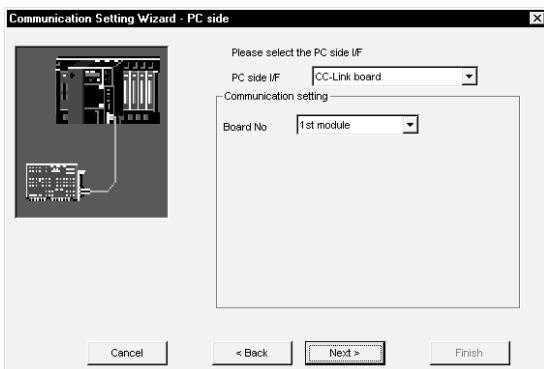 Communication Setting Wizard - PC side
Please select the PC side I/F
PC side I/F CC-Link board
Communication setting
Board No 1st module
Cancel < Back Next > Finish